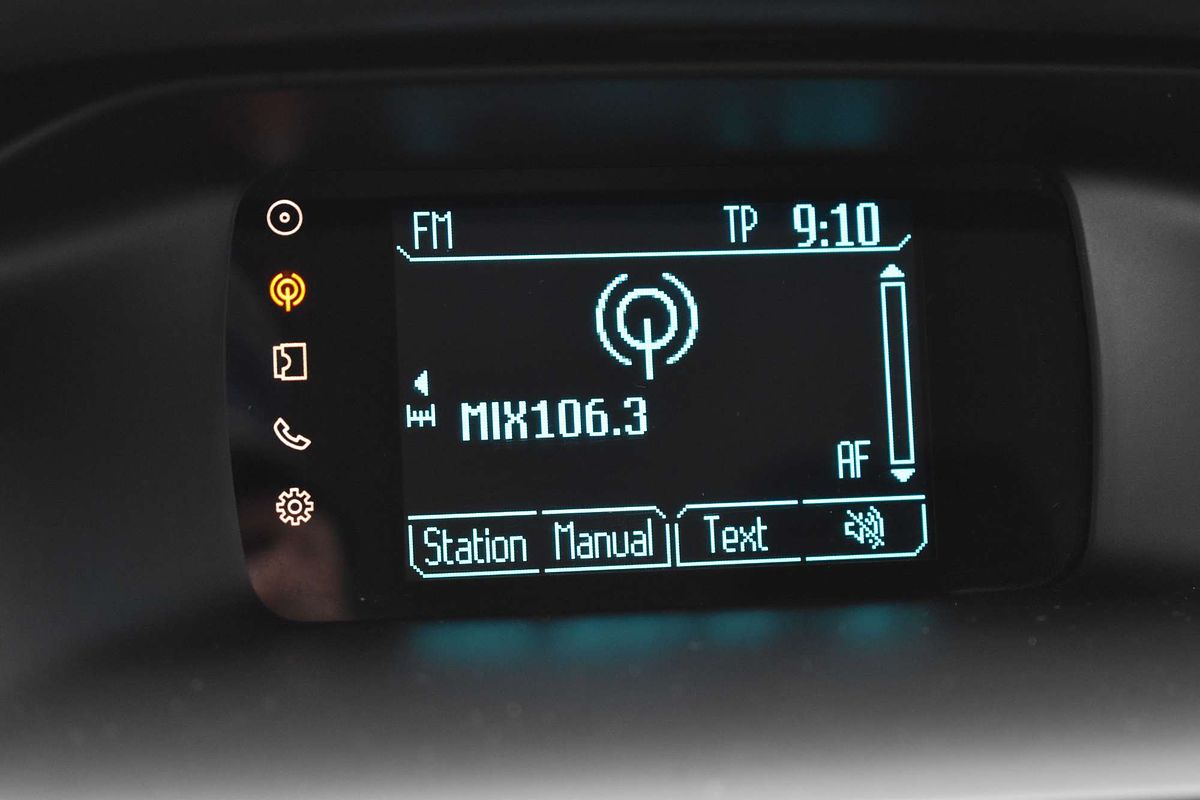 FM TP 9:10
MIX106.3
AF
Station Manual Text